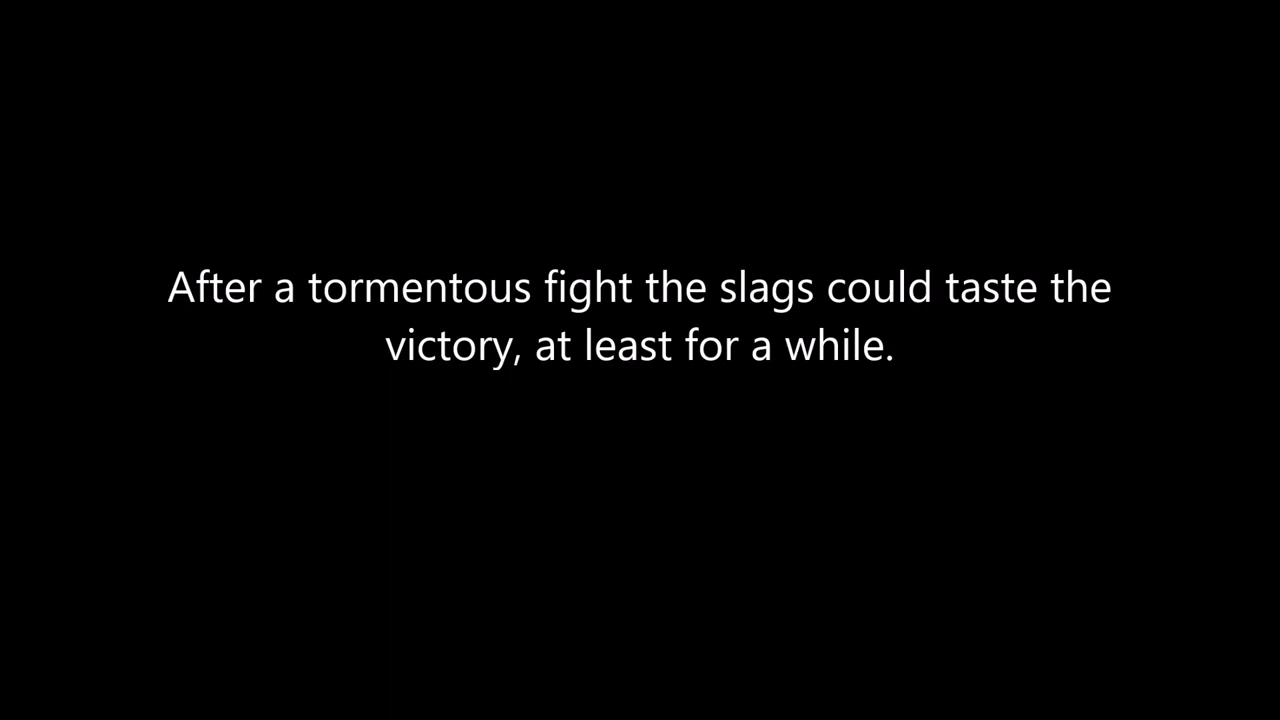 After a tormentous fight the slags could taste the
victory, at least for a while.